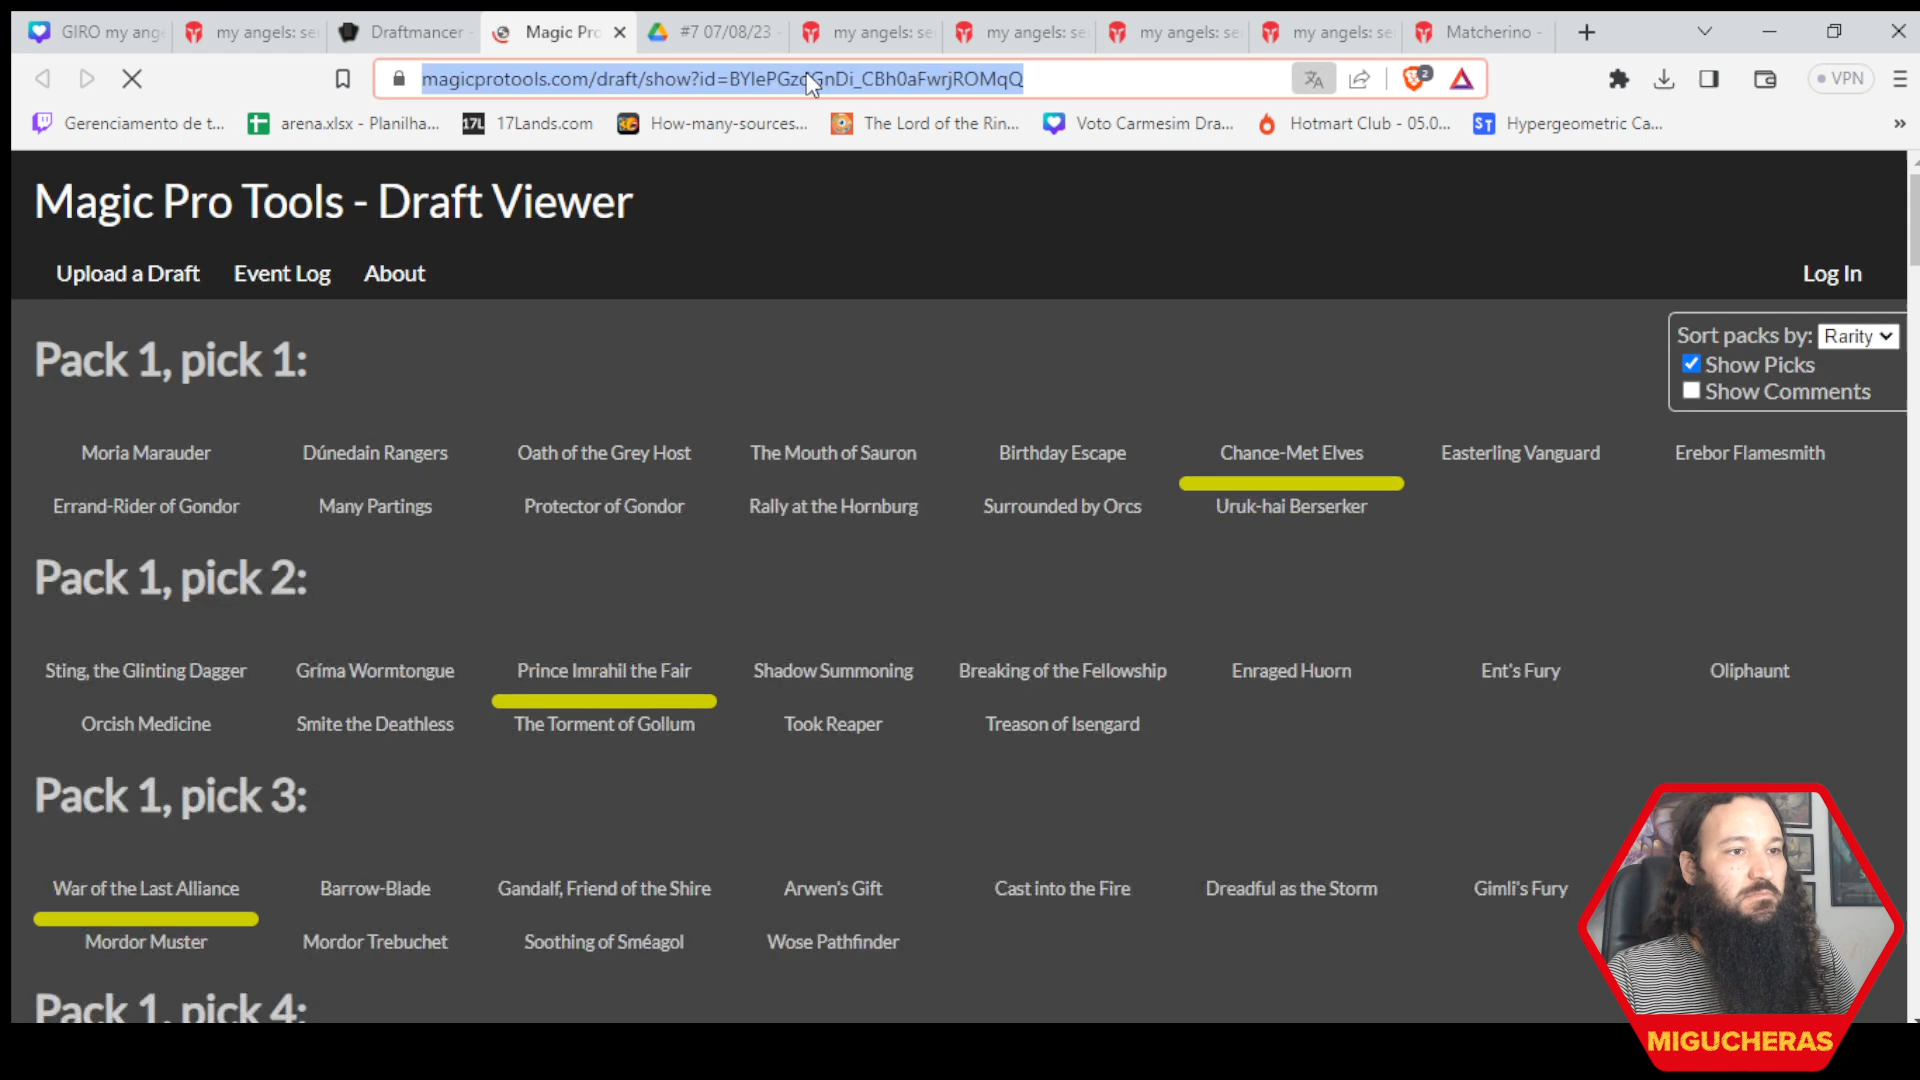 GIRO my ang
my angels: se
Draftmancer
Magic Pro
#7 07/08/23 -
my angels: se
my angels: se
my angels: se
my angels: se
Matcherino -
2
VPN
Gerenciamento de t...
arena.xlsx - Planilha...
17L
17Lands.com
How-many-sources...
The Lord of the Rin...
Voto Carmesim Dra...
Hotmart Club - 05.0...
ST
Hypergeometric Ca...
»
Magic Pro Tools - Draft Viewer
Upload a Draft Event Log About Log In
Sort packs by: Rarity
Show Picks
Show Comments
Pack 1, pick 1:
Moria Marauder Dúnedain Rangers Oath of the Grey Host The Mouth of Sauron Birthday Escape Chance-Met Elves Easterling Vanguard Erebor Flamesmith
Errand-Rider of Gondor Many Partings Protector of Gondor Rally at the Hornburg Surrounded by Orcs Uruk-hai Berserker
Pack 1, pick 2:
Sting, the Glinting Dagger Gríma Wormtongue Prince Imrahil the Fair Shadow Summoning Breaking of the Fellowship Enraged Huorn Ent's Fury Oliphaunt
Orcish Medicine Smite the Deathless The Torment of Gollum Took Reaper Treason of Isengard
Pack 1, pick 3:
War of the Last Alliance Barrow-Blade Gandalf, Friend of the Shire Arwen's Gift Cast into the Fire Dreadful as the Storm Gimli's Fury
Mordor Muster Mordor Trebuchet Soothing of Sméagol Wose Pathfinder
Pack 1, pick 4:
MIGUCHERAS